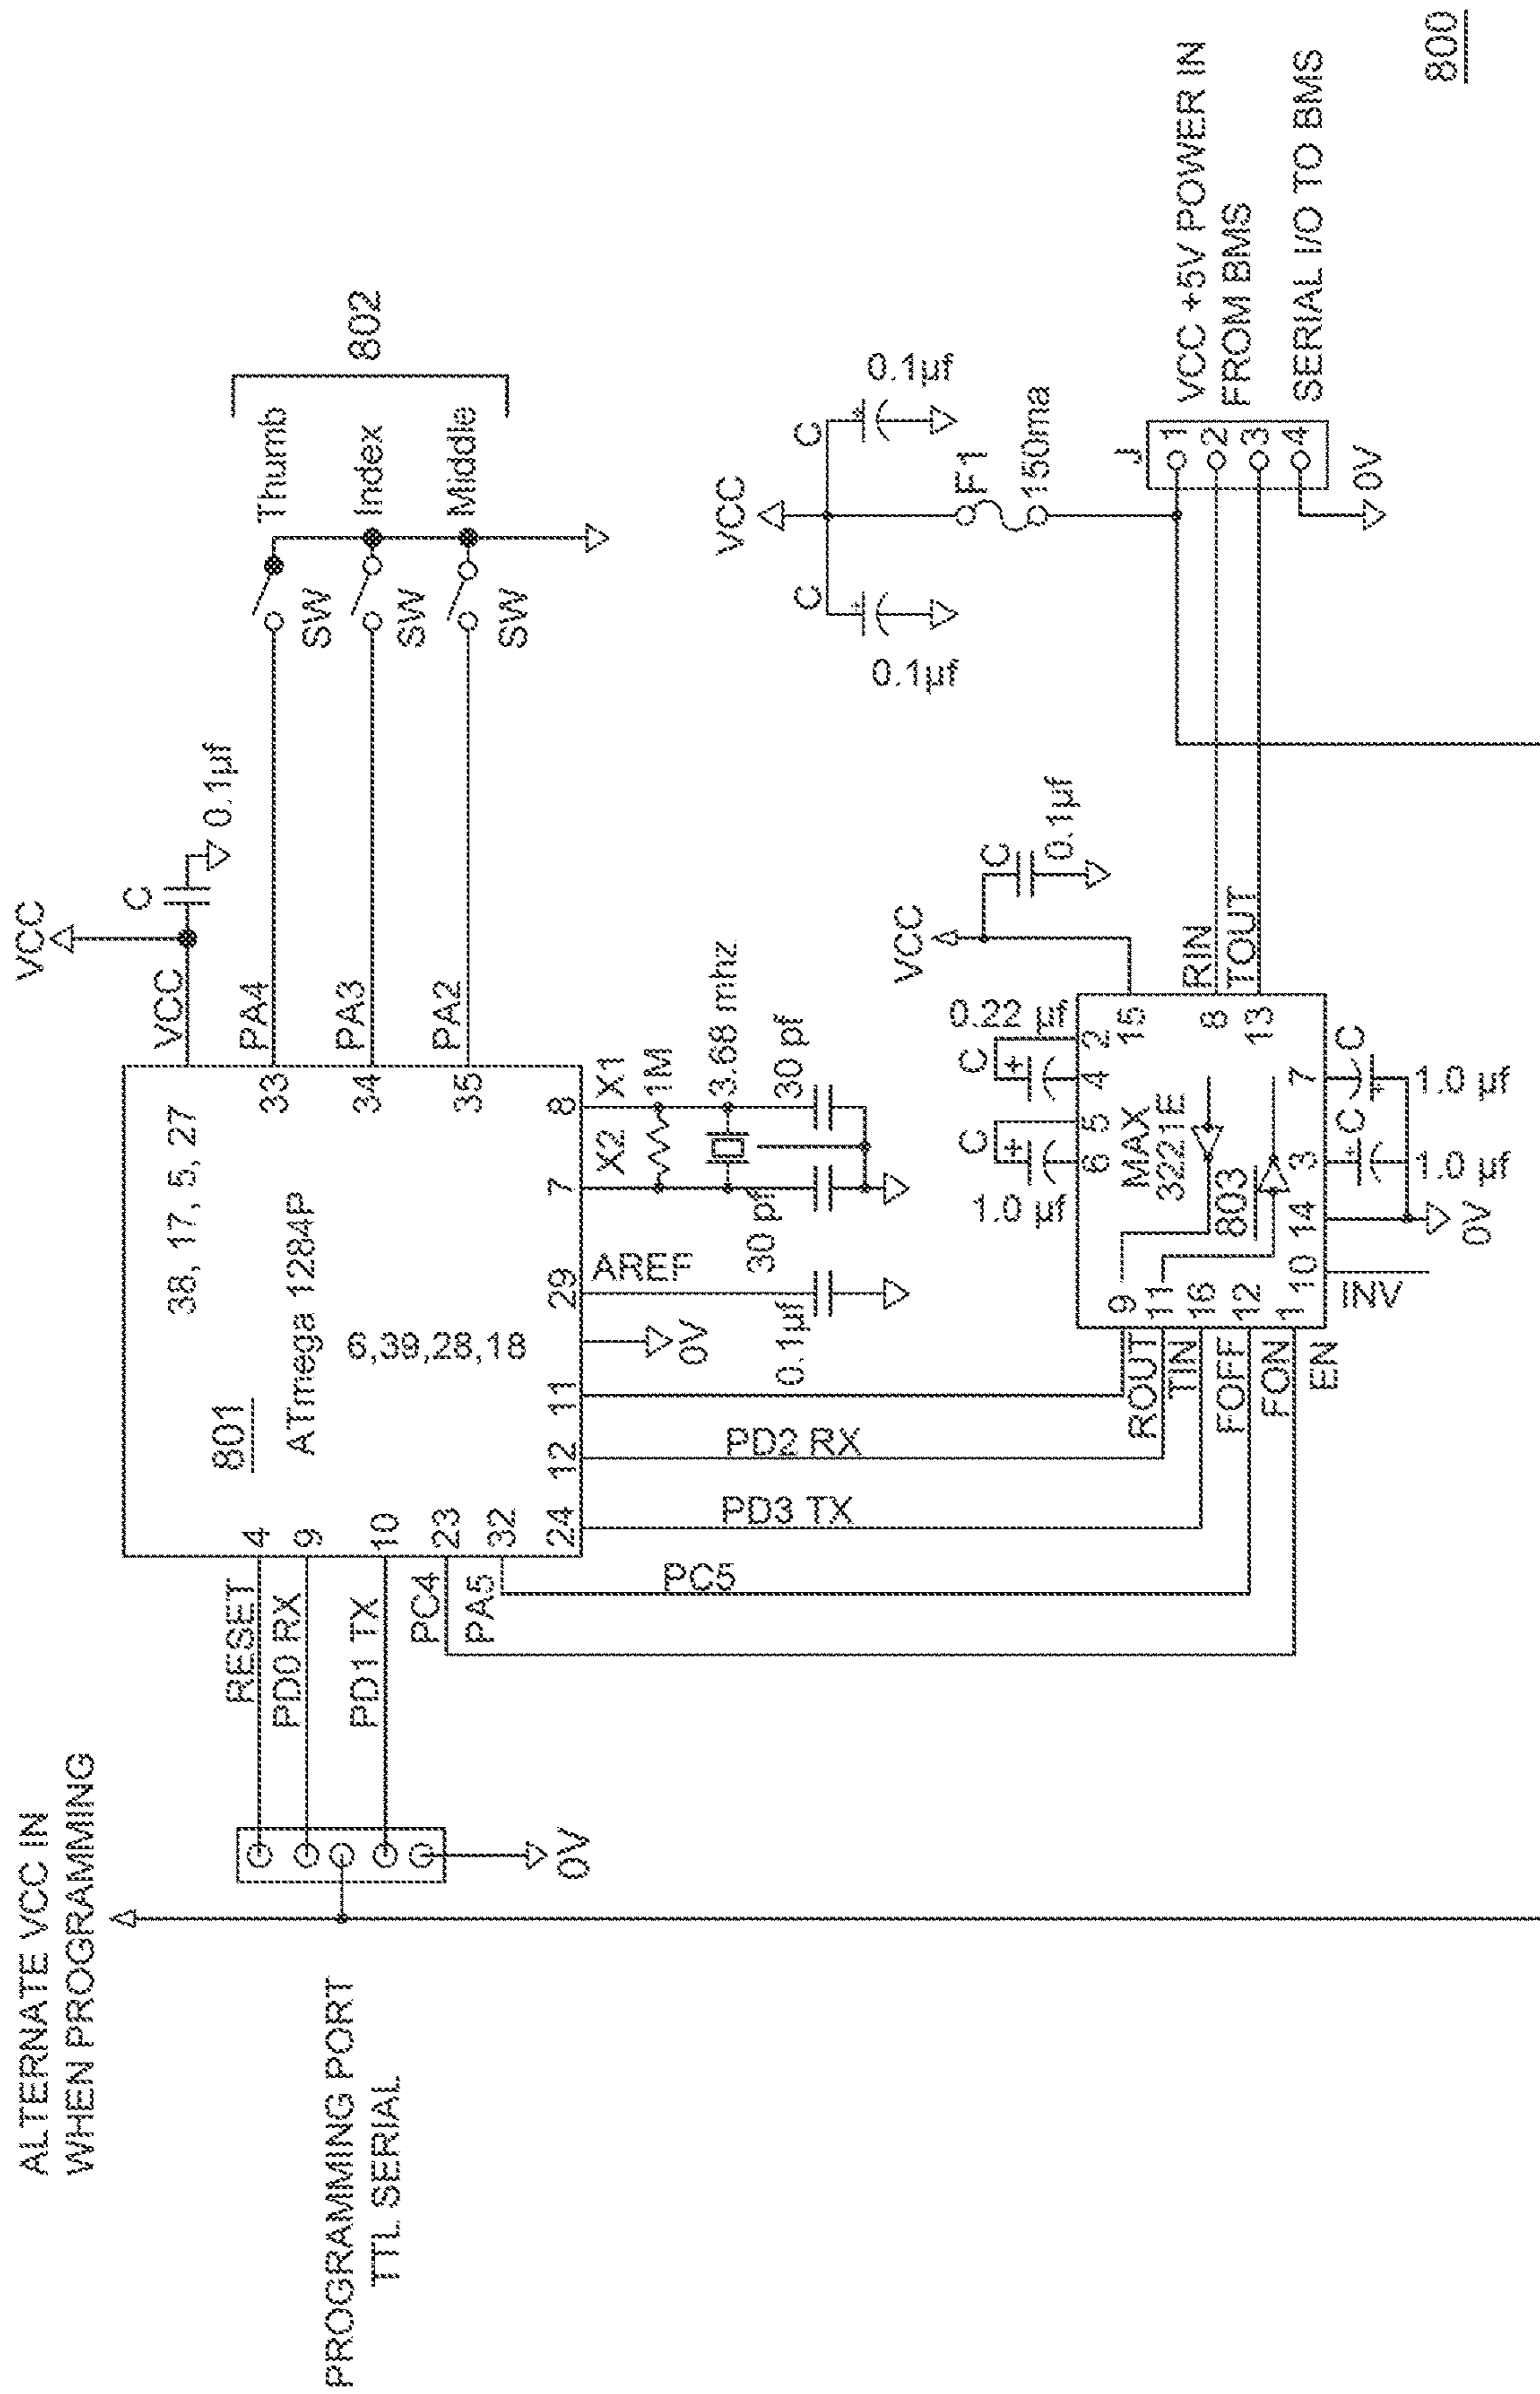 ALTERNATE VCC IN
WHEN PROGRAMMING
PROGRAMMING PORT
TTL SERIAL
0V
RESET
PD0 RX
PD1 TX
PC4
PA5
4
9
10
23
32
24
12
11
29
7
8
801
ATmega 1284P
6,39,28,18
38, 17, 5, 27
33
34
35
VCC
VCC
C
0.1µf
PA4
PA3
PA2
SW
SW
SW
Thumb
Index
Middle
802
X2
X1
1M
3.68 mhz
30 pf
30 pf
AREF
0.1µf
0V
PD2 RX
PD3 TX
PC5
ROUT
TIN
FOFF
FON
EN
9
11
16
12
1
10
14
3
7
6
5
4
2
15
8
13
MAX
3221E
803
INV
0V
1.0 µf
C
0.22 µf
C
C
1.0 µf
C
1.0 µf
VCC
C
0.1µf
RIN
TOUT
VCC
C
0.1µf
C
0.1µf
F1
150ma
J
1
2
3
4
0V
VCC +5V POWER IN
FROM BMS
SERIAL I/O TO BMS
800